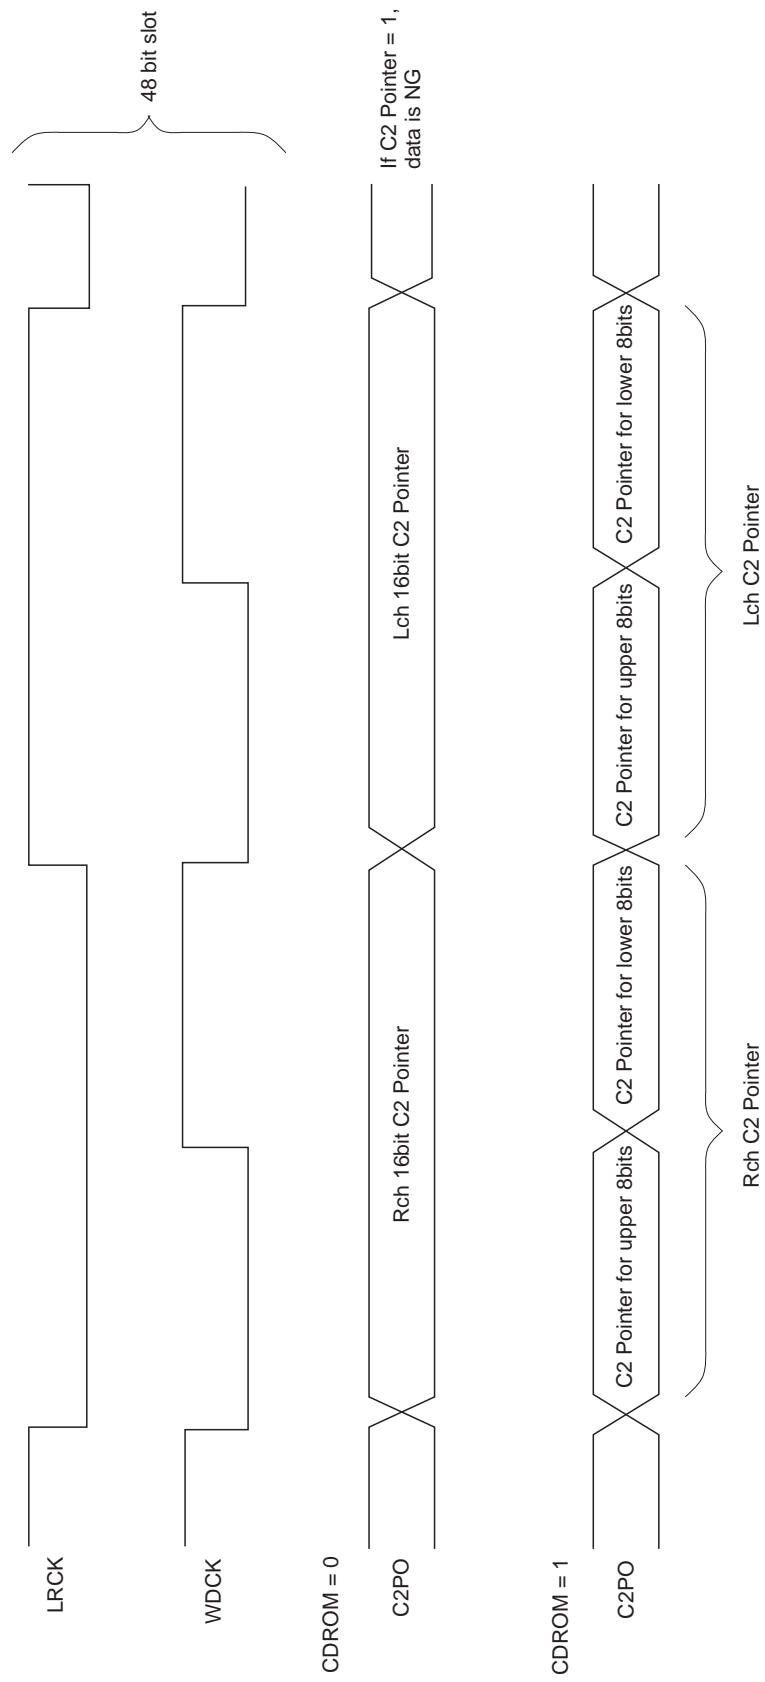 LRCK
48 bit slot
WDCK
CDROM = 0
C2PO
Rch 16bit C2 Pointer
Lch 16bit C2 Pointer
If C2 Pointer = 1,
data is NG
CDROM = 1
C2PO
C2 Pointer for upper 8bits
C2 Pointer for lower 8bits
C2 Pointer for upper 8bits
C2 Pointer for lower 8bits
Rch C2 Pointer
Lch C2 Pointer